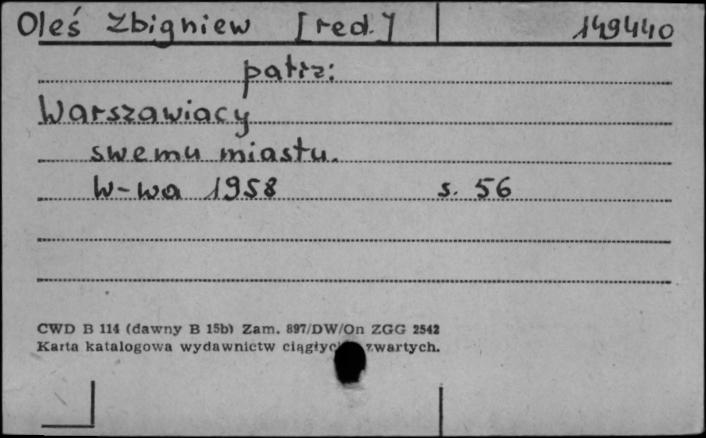 Oleś Zbigniew [red.] 149440
patrz:
Warszawiacy
swemu miastu.
W-wa 1958 s. 56
CWD B 114 (dawny B 15b) Zam. 897/DW/On ZGG 2542
Karta katalogowa wydawnictw zwartych.